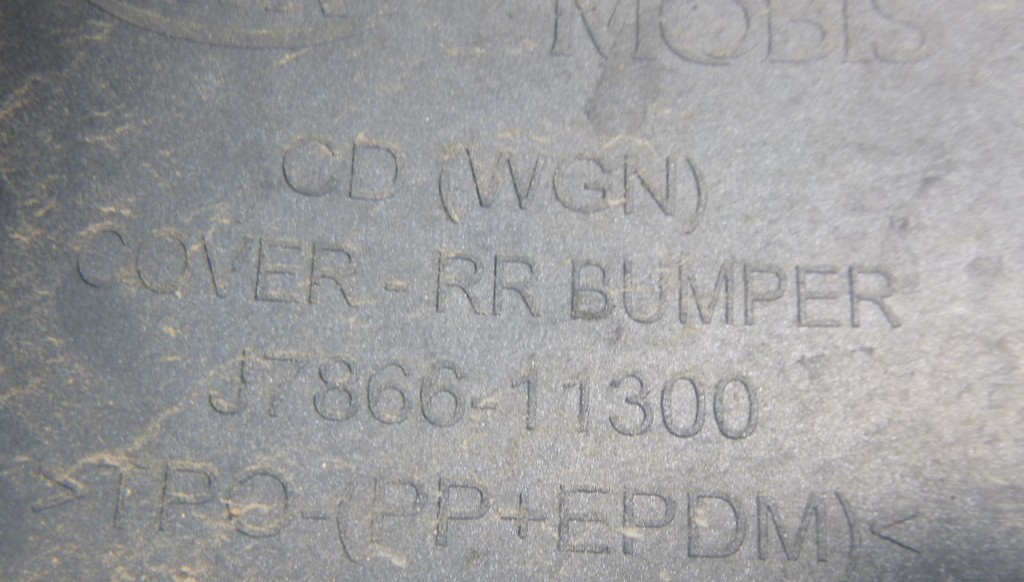 MOBIS
CD (WGN)
COVER - RR BUMPER
J7866-11300
>TPO-(PP+EPDM)<